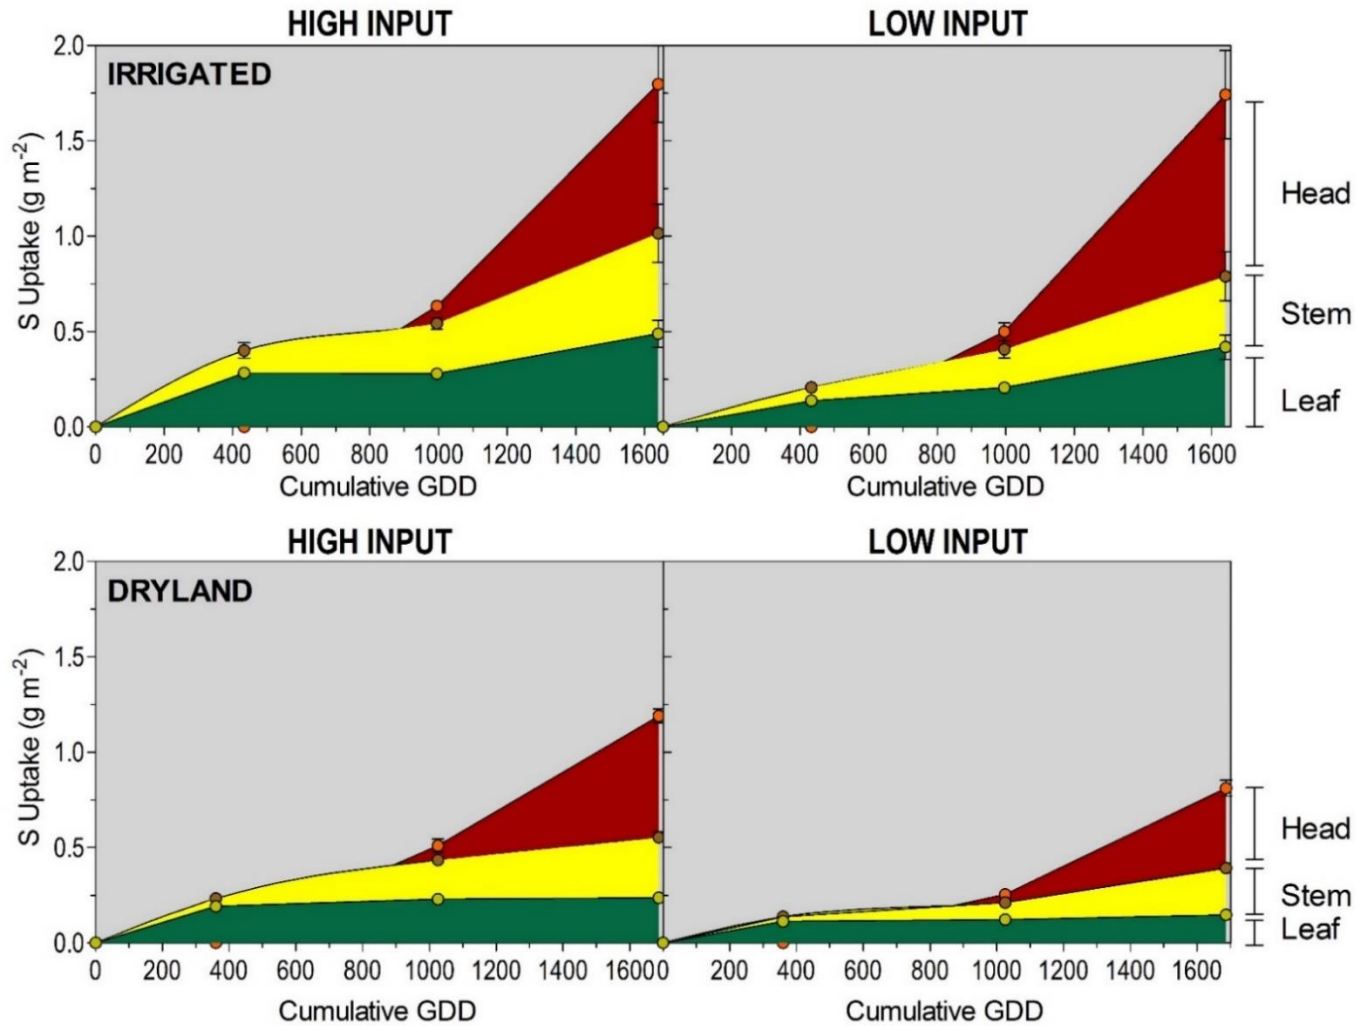 HIGH INPUT LOW INPUT
IRRIGATED
2.0
1.5
1.0
0.5
0.0
S Uptake (g m⁻²)
Head
Stem
Leaf
0 200 400 600 800 1000 1200 1400 1600 200 400 600 800 1000 1200 1400 1600
Cumulative GDD Cumulative GDD
HIGH INPUT LOW INPUT
DRYLAND
2.0
1.5
1.0
0.5
0.0
S Uptake (g m⁻²)
Head
Stem
Leaf
0 200 400 600 800 1000 1200 1400 1600 200 400 600 800 1000 1200 1400 1600
Cumulative GDD Cumulative GDD